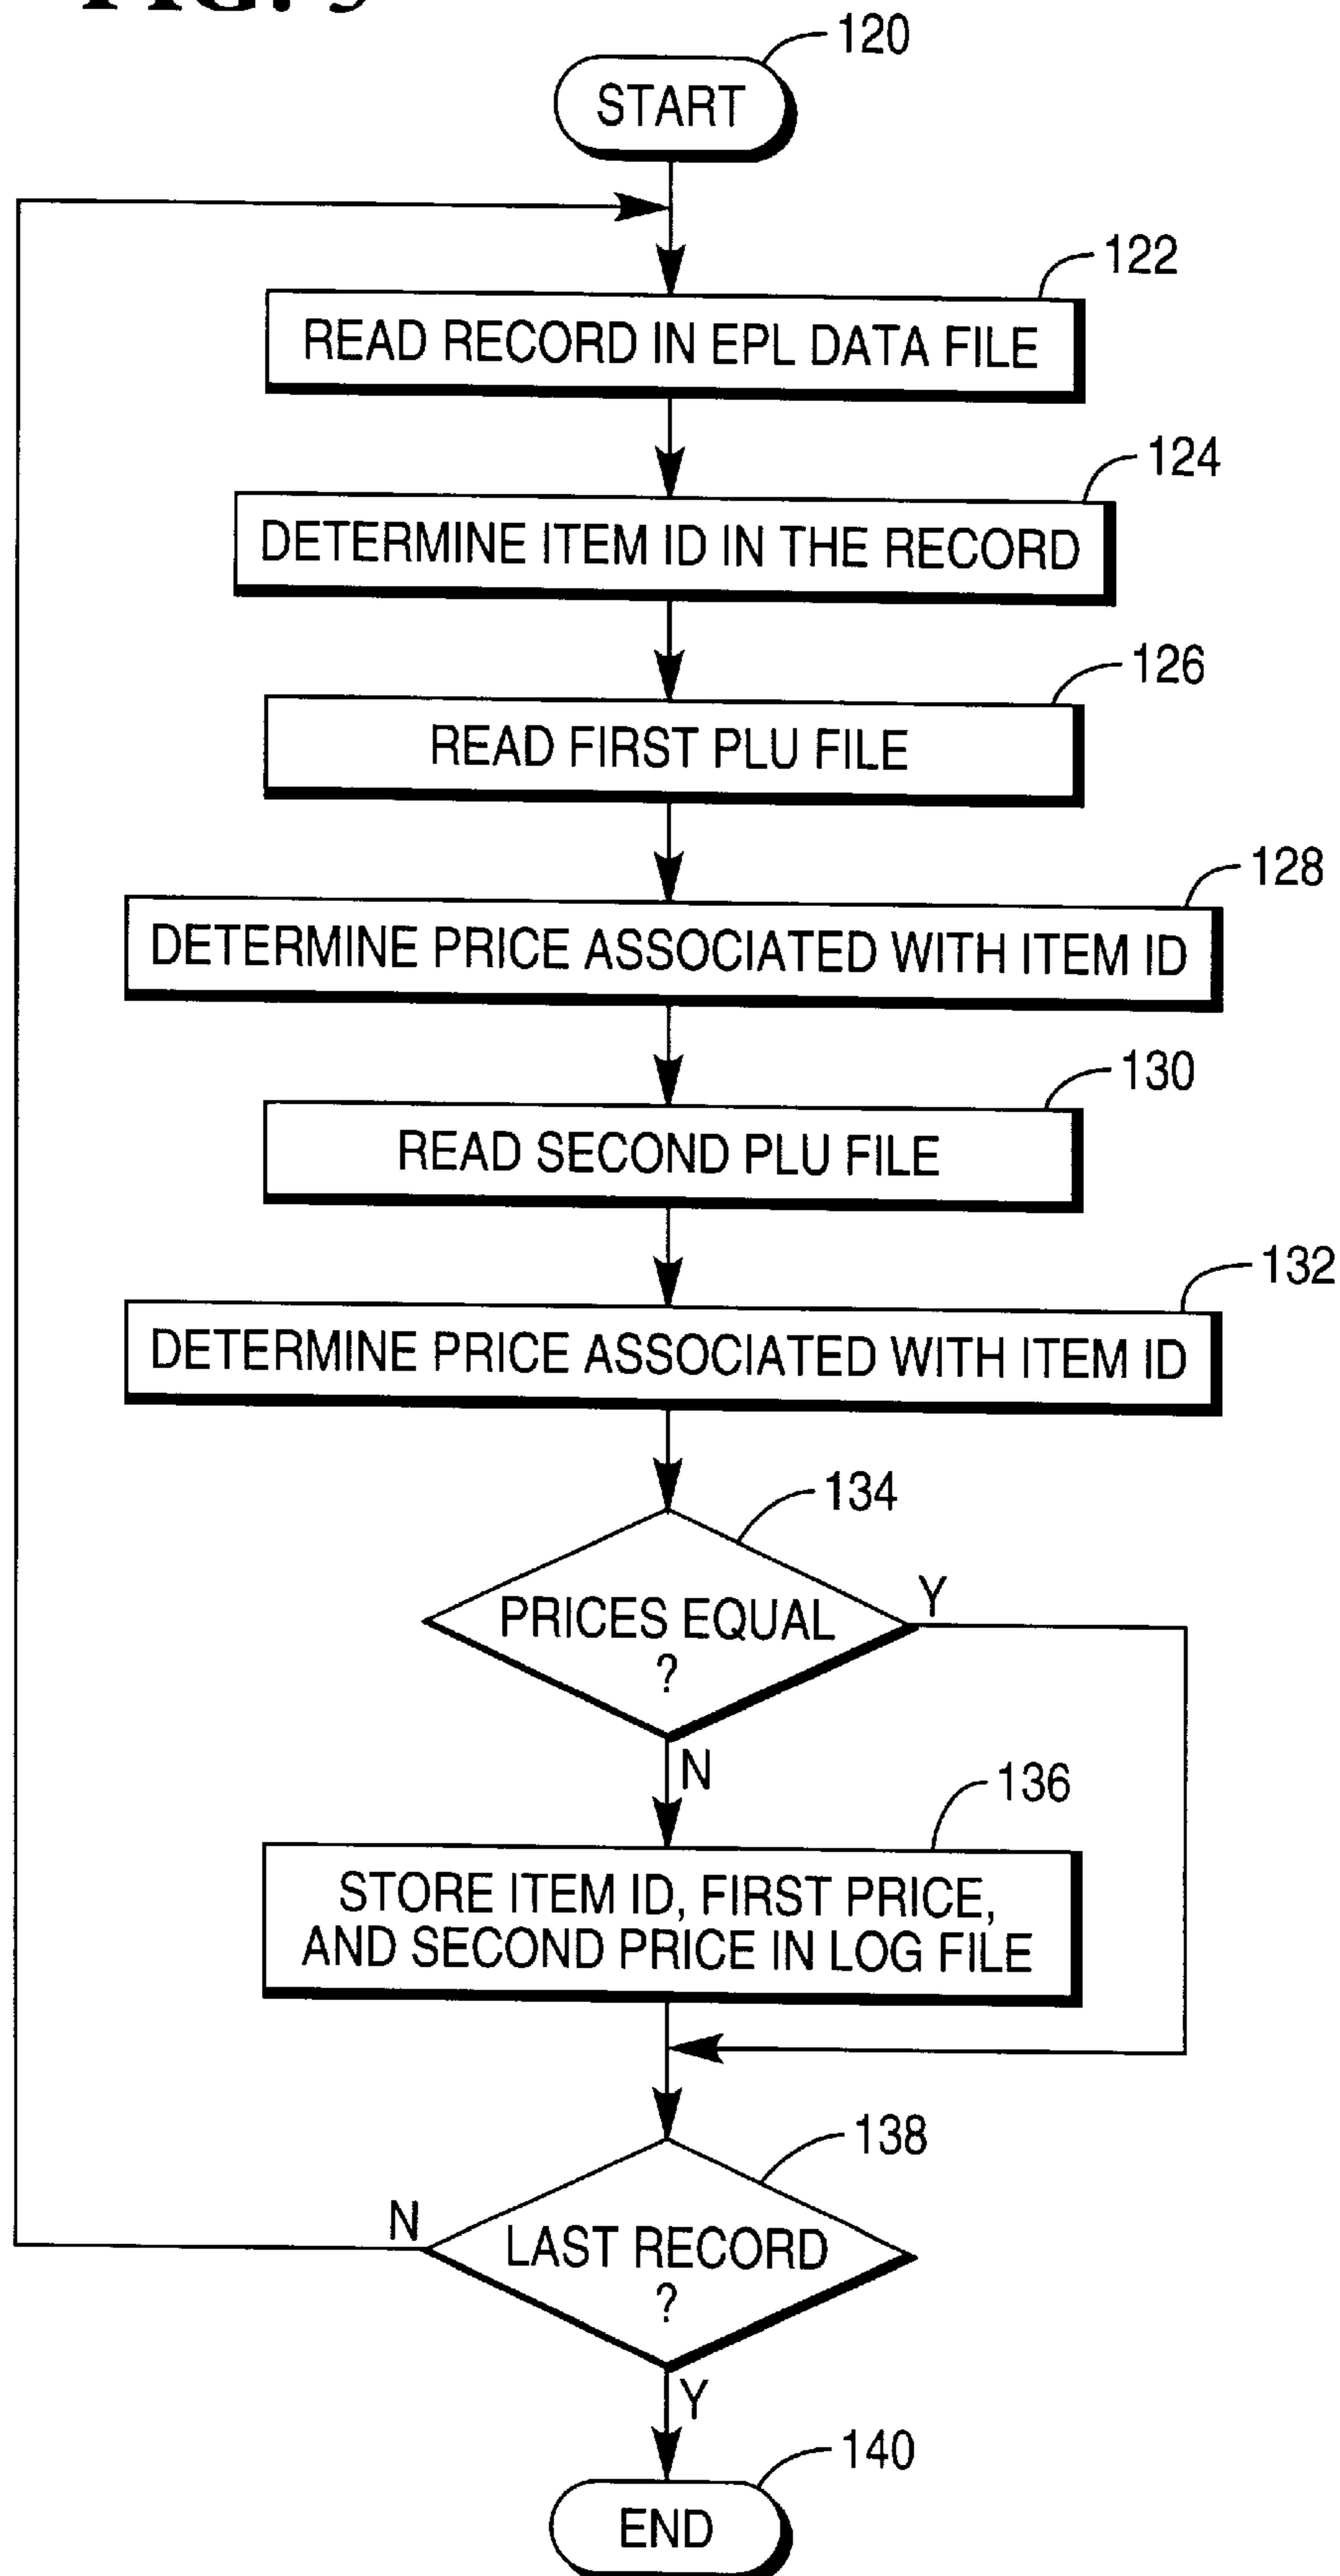 FIG.
120
START
122
READ RECORD IN EPL DATA FILE
124
DETERMINE ITEM ID IN THE RECORD
126
READ FIRST PLU FILE
128
DETERMINE PRICE ASSOCIATED WITH ITEM ID
130
READ SECOND PLU FILE
132
DETERMINE PRICE ASSOCIATED WITH ITEM ID
134
PRICES EQUAL
?
Y
N
136
STORE ITEM ID, FIRST PRICE,
AND SECOND PRICE IN LOG FILE
138
N
LAST RECORD
?
Y
140
END